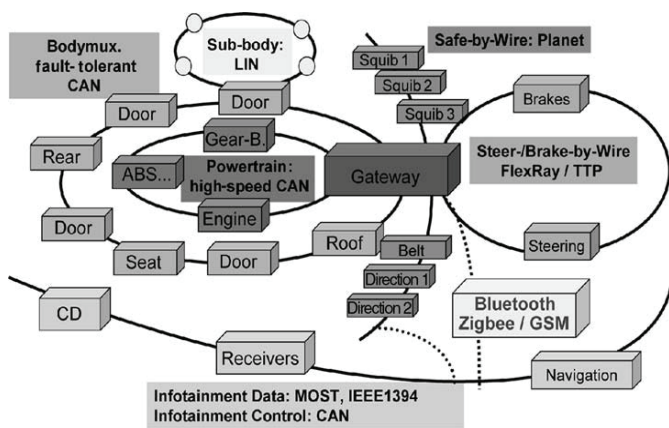 Bodymux.
fault- tolerant
CAN
Sub-body:
LIN
Safe-by-Wire: Planet
Squib 1
Squib 2
Squib 3
Door
Door
Brakes
Rear
Gear-B.
ABS...
Powertrain:
high-speed CAN
Gateway
Steer-/Brake-by-Wire
FlexRay / TTP
Engine
Door
Seat
Door
Roof
Belt
Steering
Direction 1
Direction 2
CD
Receivers
Bluetooth
Zigbee / GSM
Navigation
Infotainment Data: MOST, IEEE1394
Infotainment Control: CAN